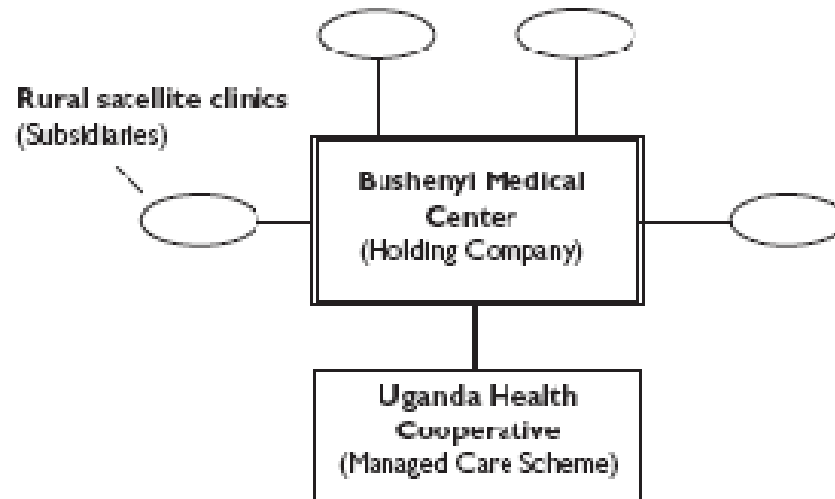 Rural satellite clinics
(Subsidiaries)
Bushenyi Medical
Center
(Holding Company)
Uganda Health
Cooperative
(Managed Care Scheme)